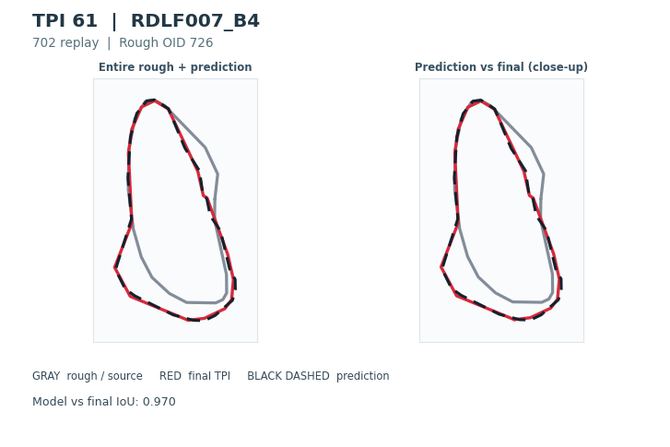 TPI 61 | RDLF007_B4
702 replay | Rough OID 726
Entire rough + prediction
Prediction vs final (close-up)
GRAY rough / source RED final TPI BLACK DASHED prediction
Model vs final IoU: 0.970